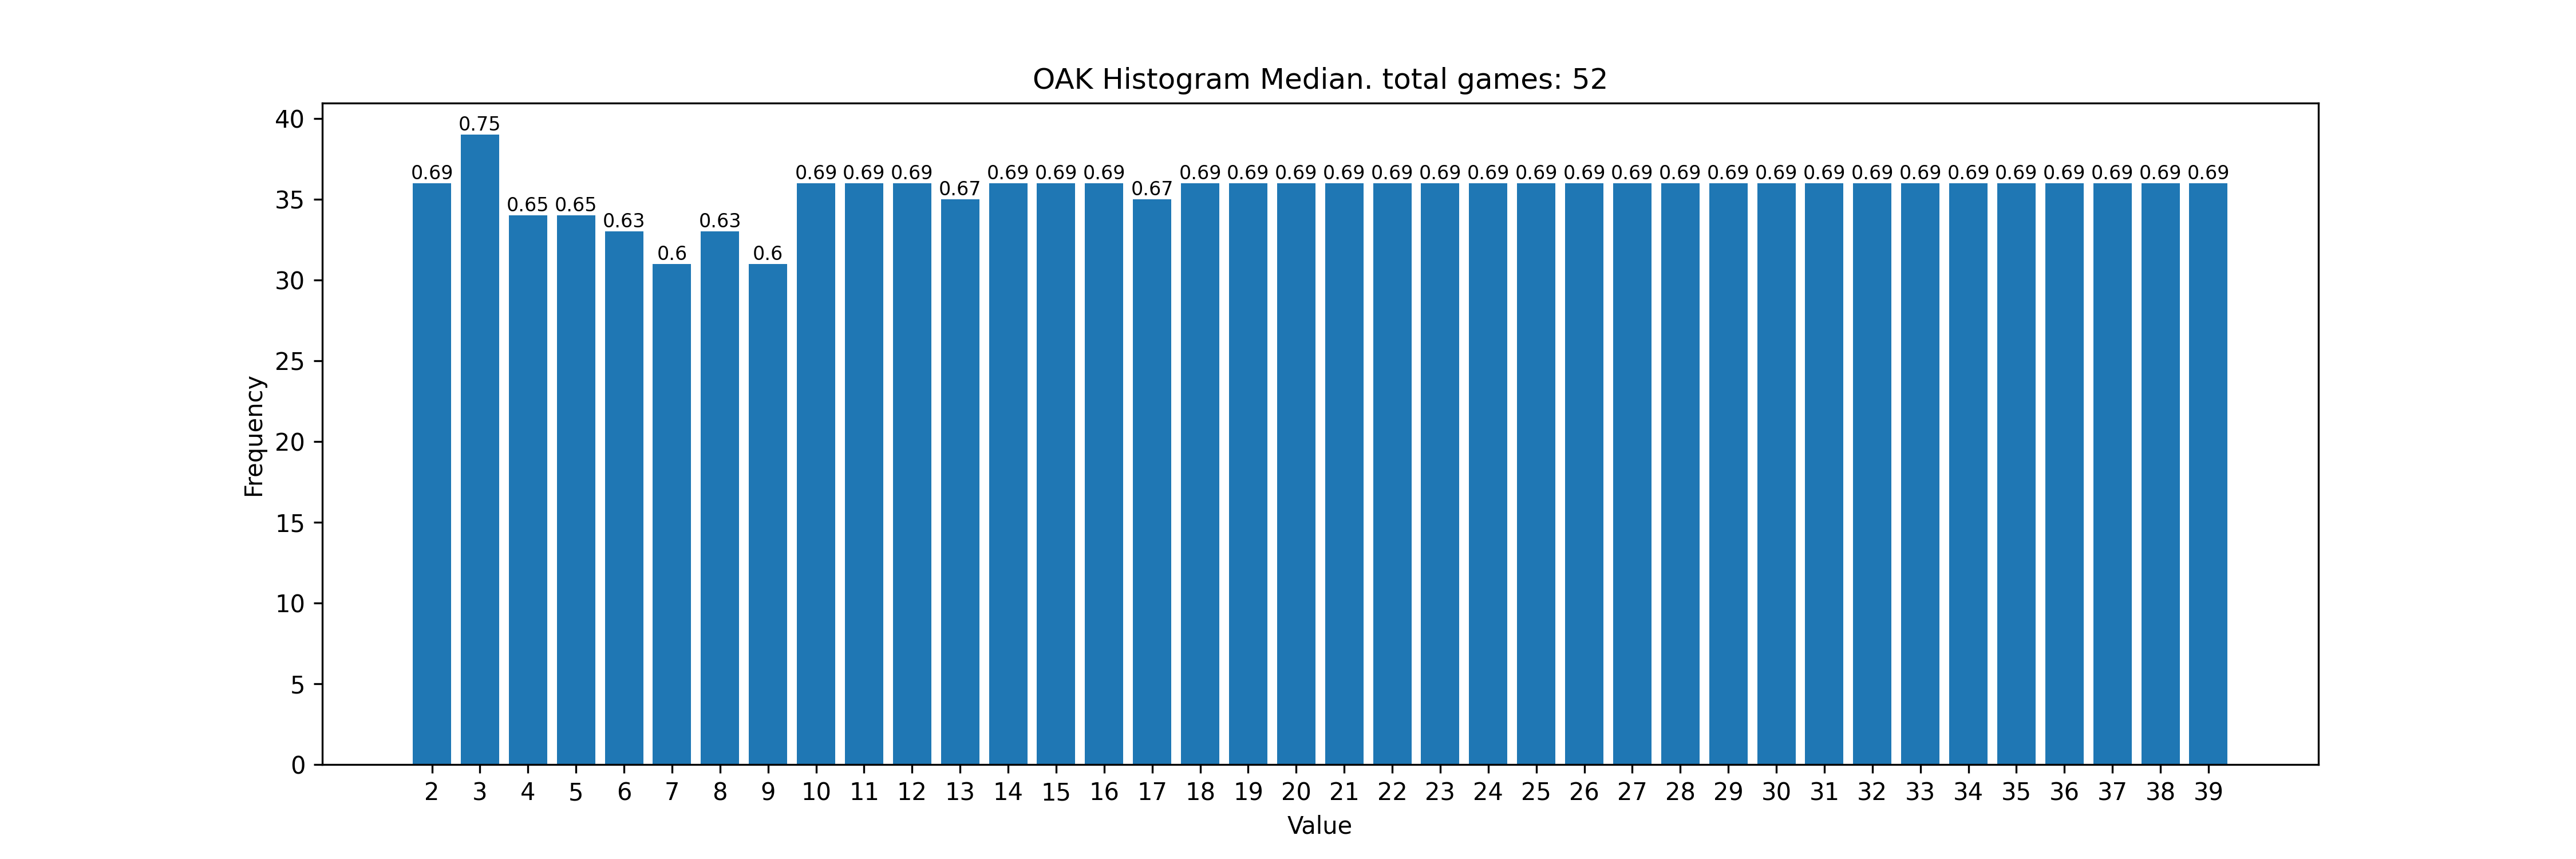 OAK Histogram Median. total games: 52
40
35
30
25
20
15
10
5
0
Frequency
0.69 0.75 0.65 0.65 0.63 0.6 0.63 0.6 0.69 0.69 0.69 0.67 0.69 0.69 0.69 0.67 0.69 0.69 0.69 0.69 0.69 0.69 0.69 0.69 0.69 0.69 0.69 0.69 0.69 0.69 0.69 0.69 0.69 0.69 0.69 0.69 0.69 0.69
2 3 4 5 6 7 8 9 10 11 12 13 14 15 16 17 18 19 20 21 22 23 24 25 26 27 28 29 30 31 32 33 34 35 36 37 38 39
Value